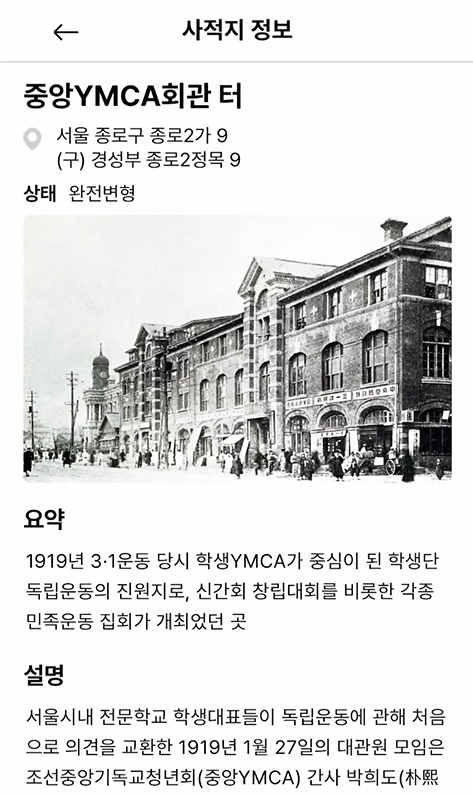 사적지 정보
중앙YMCA회관 터
서울 종로구 종로2가 9
(구) 경성부 종로2정목 9
상태 완전변형
요약
1919년 3·1운동 당시 학생YMCA가 중심이 된 학생단
독립운동의 진원지로, 신간회 창립대회를 비롯한 각종
민족운동 집회가 개최었던 곳
설명
서울시내 전문학교 학생대표들이 독립운동에 관해 처음
으로 의견을 교환한 1919년 1월 27일의 대관원 모임은
조선중앙기독교청년회(중앙YMCA) 간사 박희도(朴熙